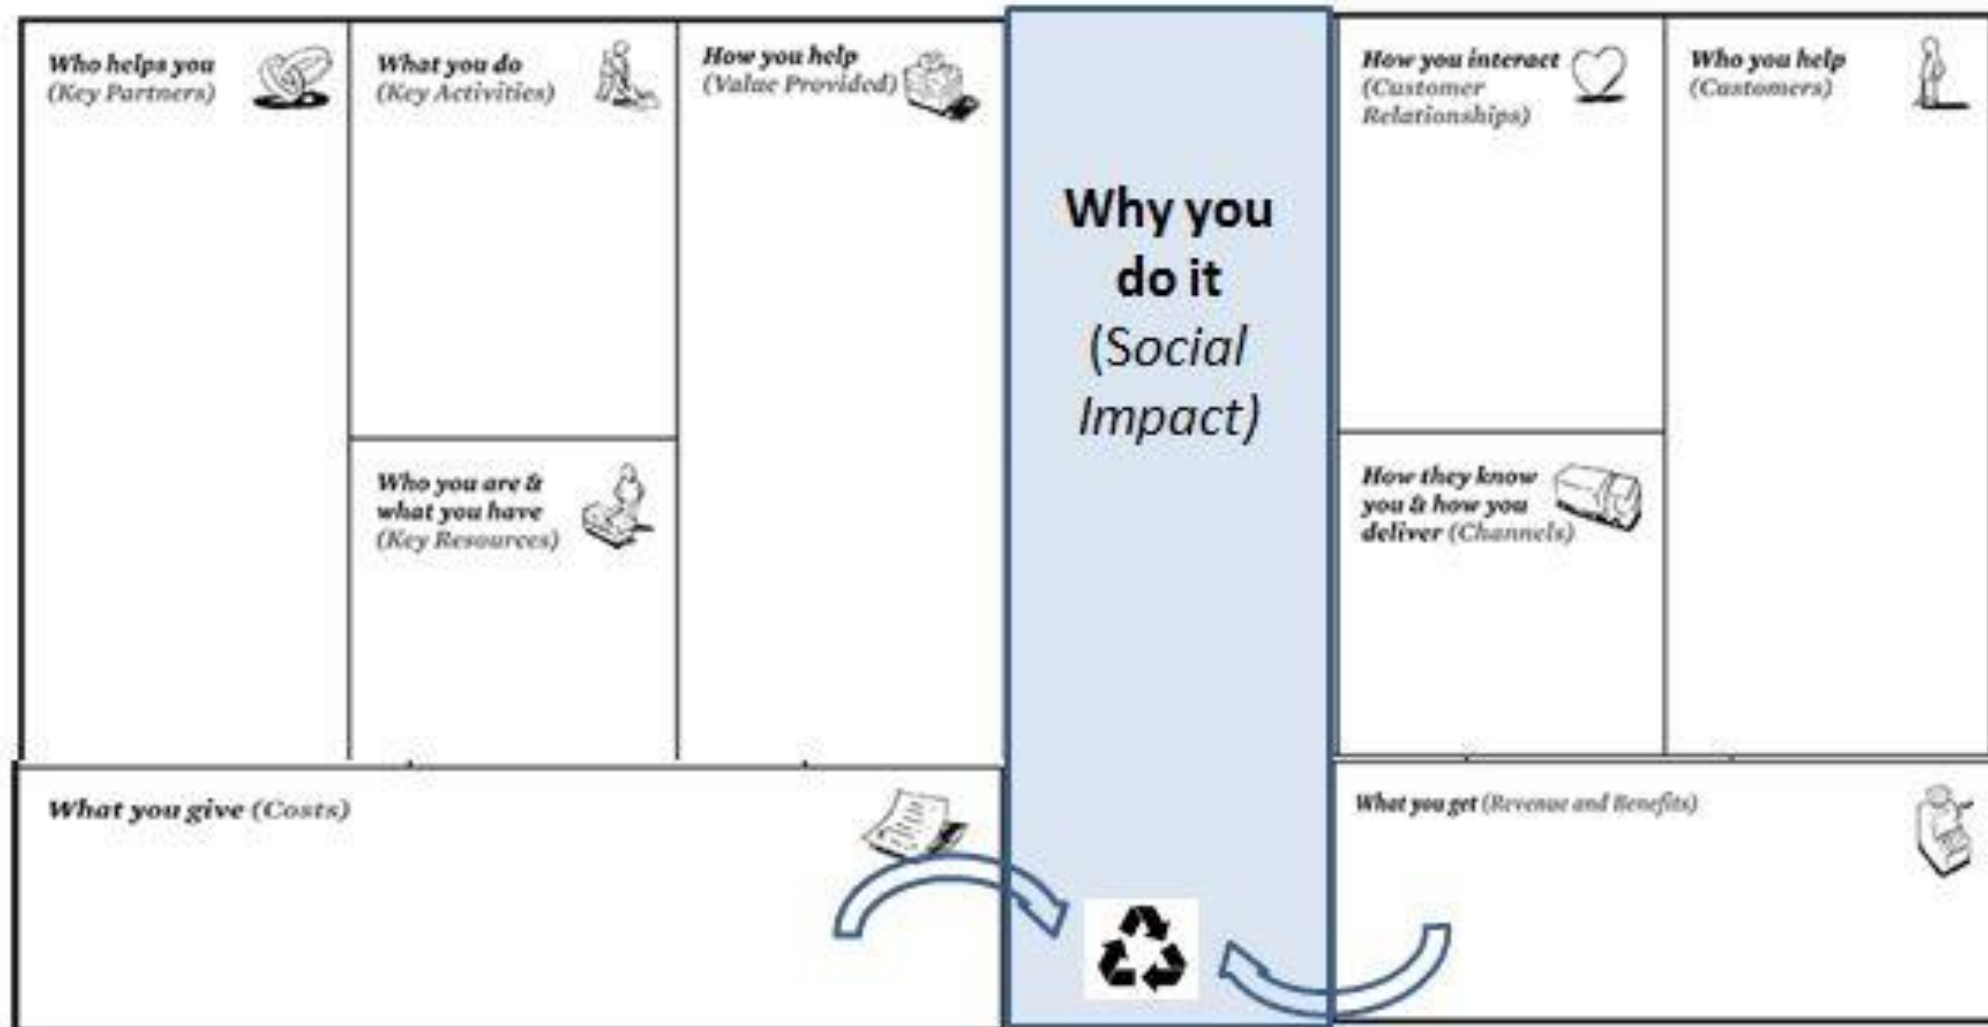 Who helps you
(Key Partners)
What you do
(Key Activities)
Who you are &
what you have
(Key Resources)
How you help
(Value Provided)
Why you
do it
(Social
Impact)
How you interact
(Customer
Relationships)
How they know
you & how you
deliver (Channels)
Who you help
(Customers)
What you give (Costs)
What you get (Revenue and Benefits)